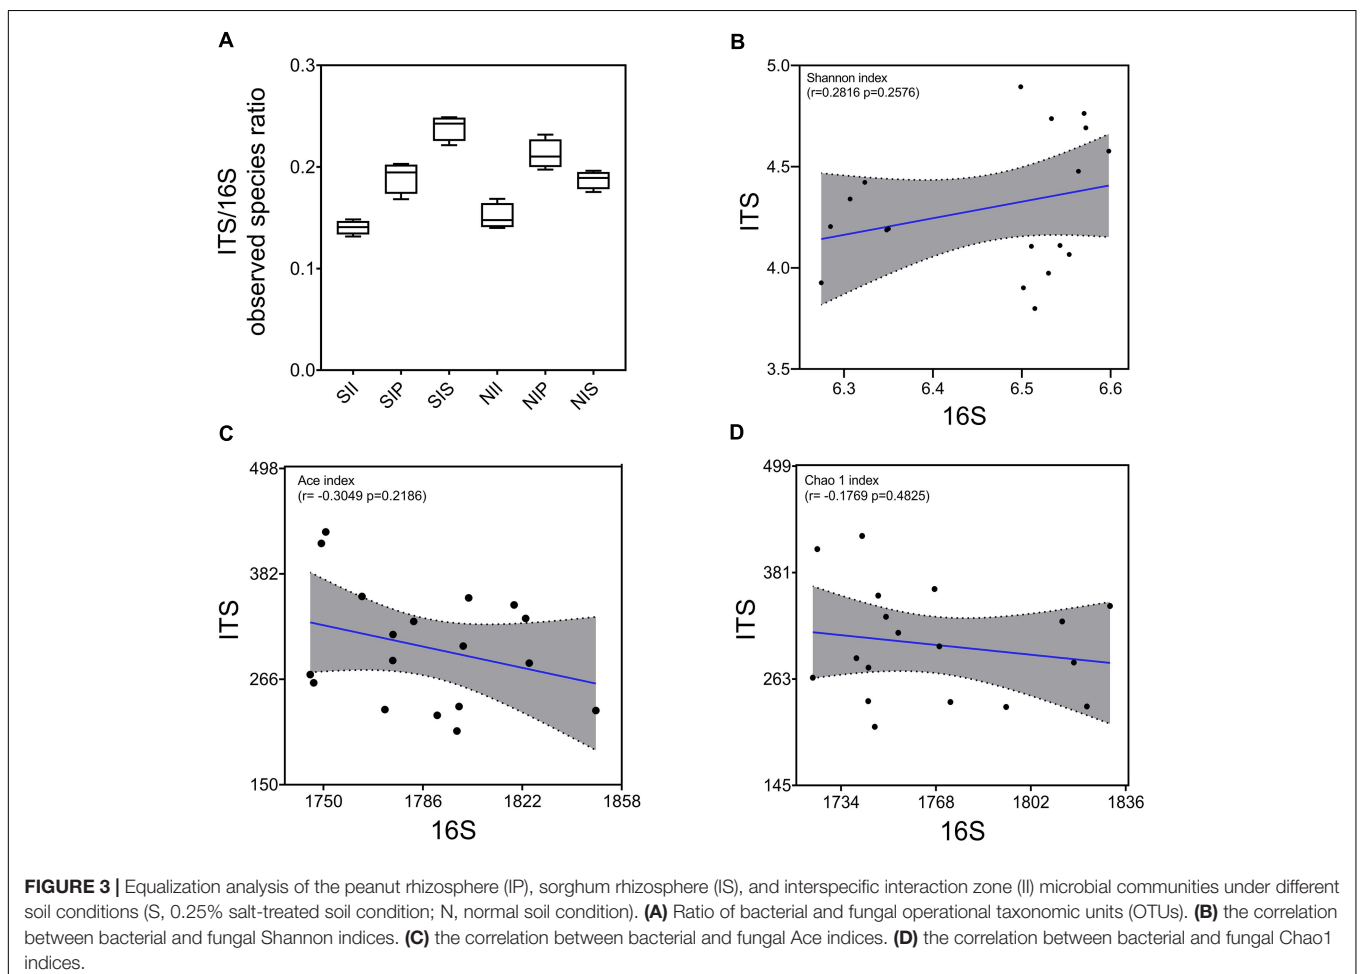 A
ITS/16S
observed species ratio
0.3
0.2
0.1
0.0
SII
SIP
SIS
NII
NIP
NIS
B
Shannon index
(r=0.2816 p=0.2576)
ITS
5.0
4.5
4.0
3.5
6.3
6.4
6.5
6.6
16S
C
Ace index
(r= -0.3049 p=0.2186)
ITS
498
382
266
150
1750
1786
1822
1858
16S
D
Chao 1 index
(r= -0.1769 p=0.4825)
ITS
499
381
263
145
1734
1768
1802
1836
16S
FIGURE 3 | Equalization analysis of the peanut rhizosphere (IP), sorghum rhizosphere (IS), and interspecific interaction zone (II) microbial communities under different
soil conditions (S, 0.25% salt-treated soil condition; N, normal soil condition). (A) Ratio of bacterial and fungal operational taxonomic units (OTUs). (B) the correlation
between bacterial and fungal Shannon indices. (C) the correlation between bacterial and fungal Ace indices. (D) the correlation between bacterial and fungal Chao1
indices.